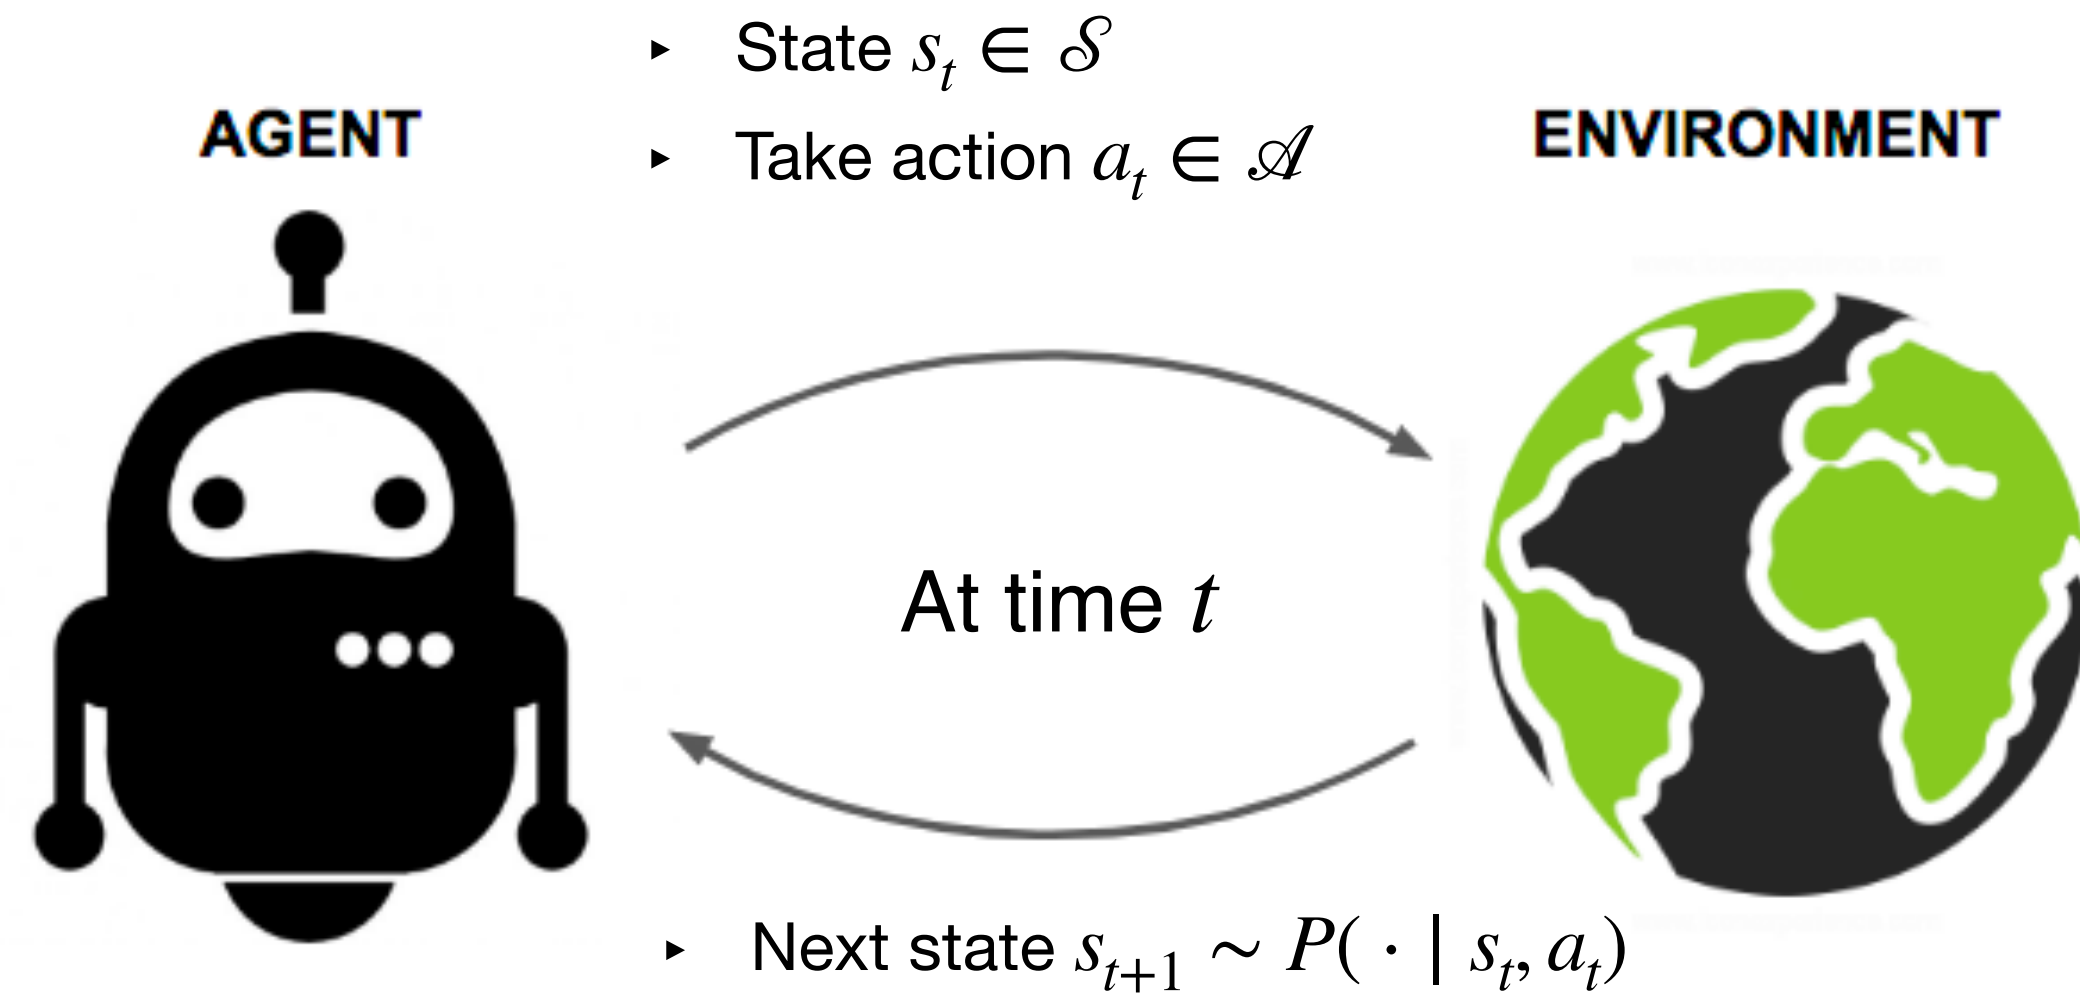 ▸ State s_t ∈ 𝒮
AGENT
▸ Take action a_t ∈ 𝒜
ENVIRONMENT
At time t
▸ Next state s_{t+1} ∼ P( · | s_t, a_t)